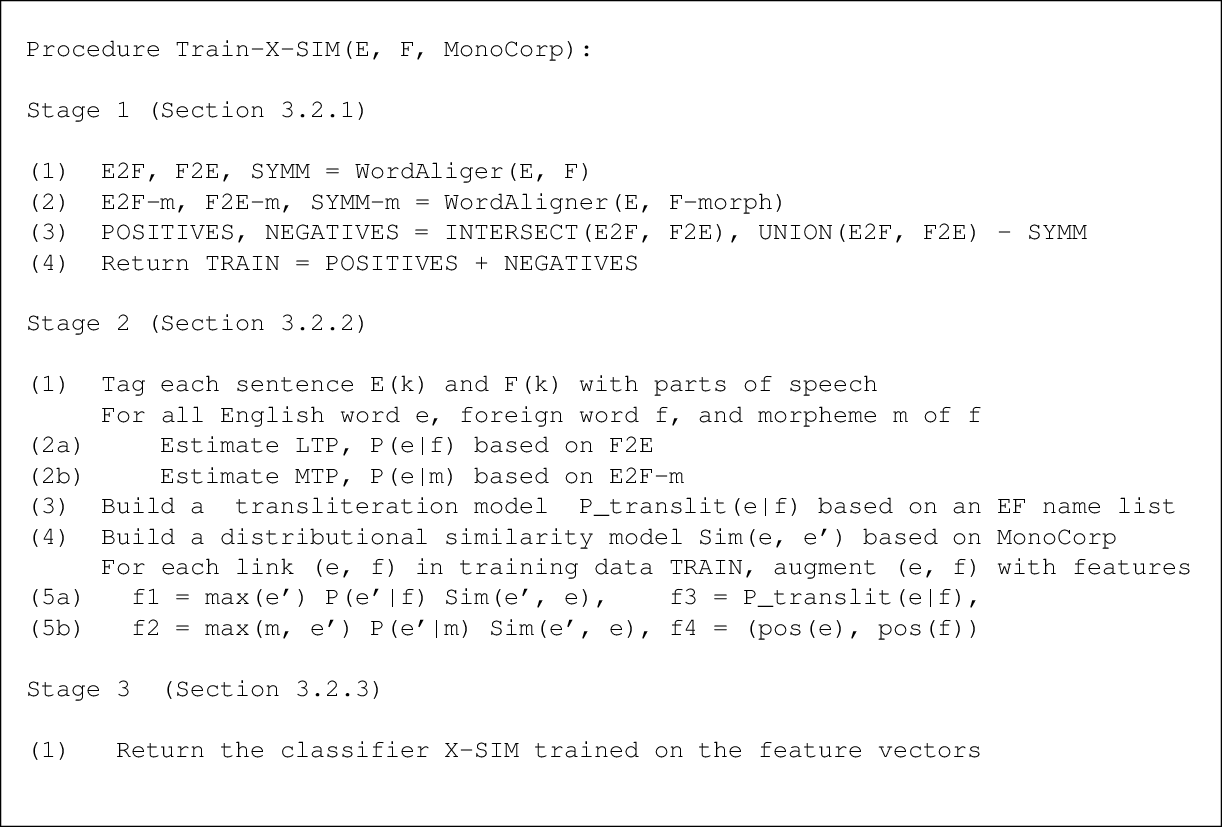 Procedure Train-X-SIM(E, F, MonoCorp):
Stage 1 (Section 3.2.1)
(1) E2F, F2E, SYMM = WordAliger(E, F)
(2) E2F-m, F2E-m, SYMM-m = WordAligner(E, F-morph)
(3) POSITIVES, NEGATIVES = INTERSECT(E2F, F2E), UNION(E2F, F2E) - SYMM
(4) Return TRAIN = POSITIVES + NEGATIVES
Stage 2 (Section 3.2.2)
(1) Tag each sentence E(k) and F(k) with parts of speech
For all English word e, foreign word f, and morpheme m of f
(2a) Estimate LTP, P(e|f) based on F2E
(2b) Estimate MTP, P(e|m) based on E2F-m
(3) Build a transliteration model P_translit(e|f) based on an EF name list
(4) Build a distributional similarity model Sim(e, e’) based on MonoCorp
For each link (e, f) in training data TRAIN, augment (e, f) with features
(5a) f1 = max(e’) P(e’|f) Sim(e’, e), f3 = P_translit(e|f),
(5b) f2 = max(m, e’) P(e’|m) Sim(e’, e), f4 = (pos(e), pos(f))
Stage 3 (Section 3.2.3)
(1) Return the classifier X-SIM trained on the feature vectors